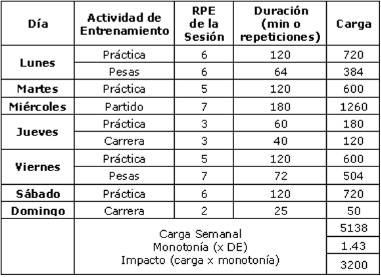 Día Actividad de Entrenamiento RPE de la Sesión Duración (min o repeticiones) Carga
Lunes Práctica 6 120 720
Pesas 6 64 384
Martes Práctica 5 120 600
Miércoles Partido 7 180 1260
Jueves Práctica 3 60 180
Carrera 3 40 120
Viernes Práctica 5 120 600
Pesas 7 72 504
Sábado Práctica 6 120 720
Domingo Carrera 2 25 50
Carga Semanal 5138
Monotonía (x DE) 1.43
Impacto (carga x monotonía) 3200